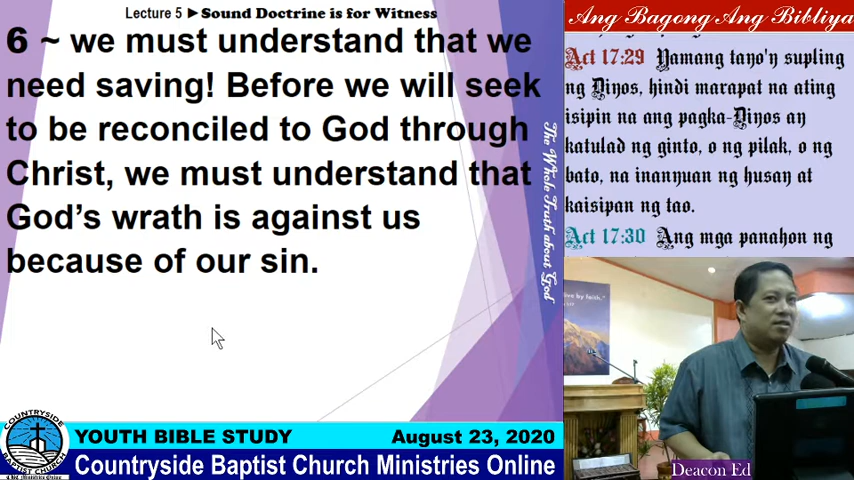 Lecture 5 ►Sound Doctrine is for Witness
6 ~ we must understand that we
need saving! Before we will seek
to be reconciled to God through
Christ, we must understand that
God’s wrath is against us
because of our sin.
The Whole Truth about God
COUNTRYSIDE
BAPTIST CHURCH
YOUTH BIBLE STUDY
August 23, 2020
Countryside Baptist Church Ministries Online
Ang Bagong Ang Bibliya
Act 17:29 Yamang tayo'y supling
ng Diyos, hindi marapat na ating
isipin na ang pagka-Diyos ay
katulad ng ginto, o ng pilak, o ng
bato, na inanyuan ng husay at
kaisipan ng tao.
Act 17:30 Ang mga panahon ng
live by faith."
Deacon Ed